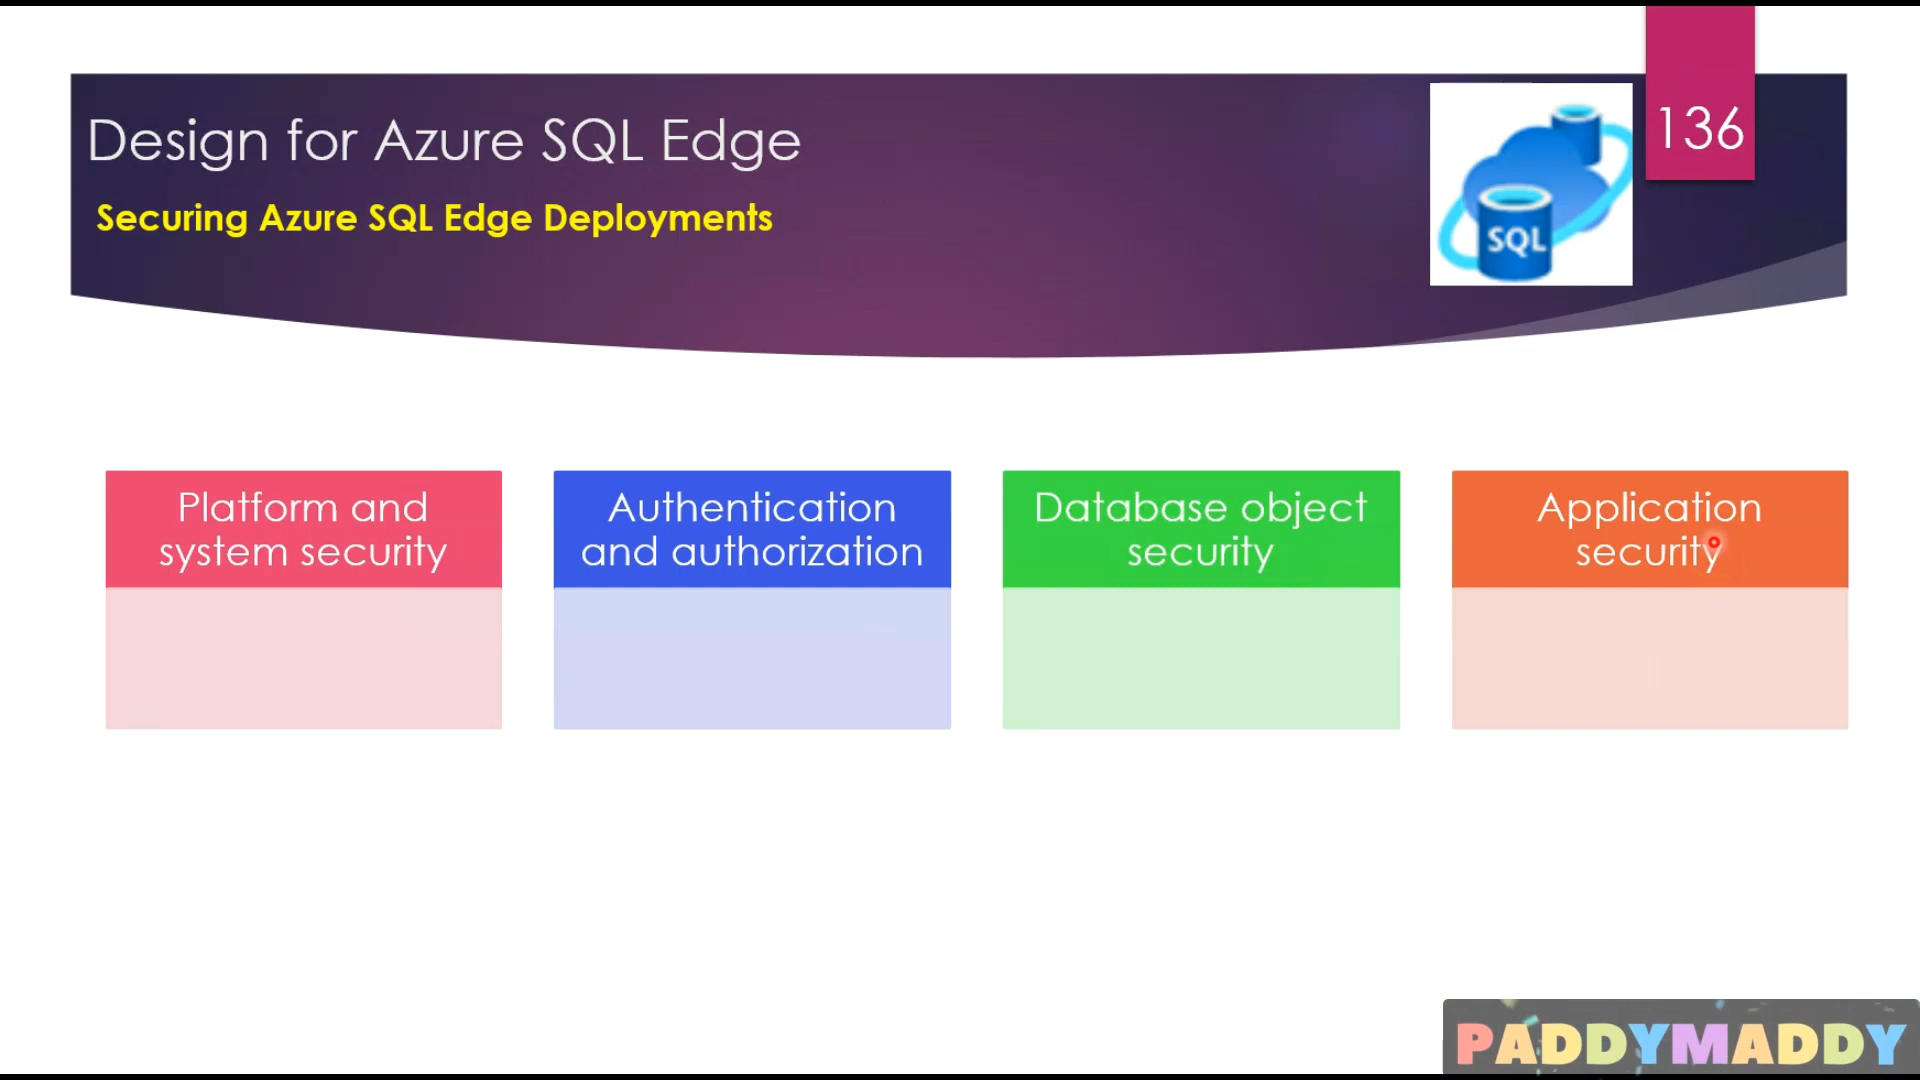 Design for Azure SQL Edge
136
Securing Azure SQL Edge Deployments
SQL
Platform and
system security
Authentication
and authorization
Database object
security
Application
security
PADDYMADDY